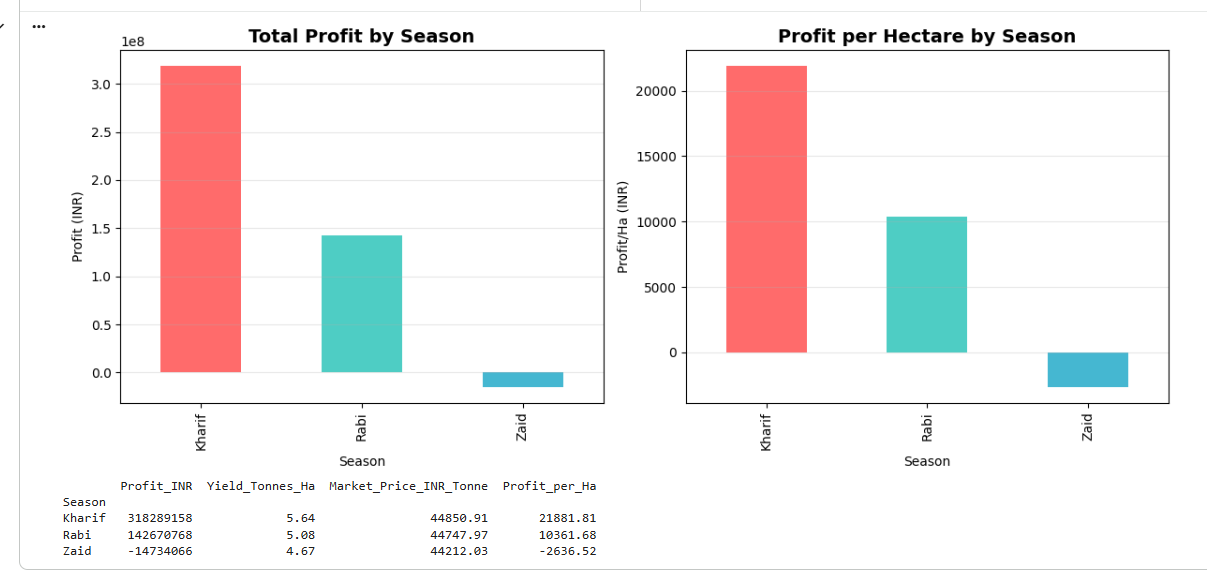 Total Profit by Season
1e8
3.0
2.5
2.0
1.5
1.0
0.5
0.0
Profit (INR)
Kharif
Rabi
Zaid
Season
Profit per Hectare by Season
20000
15000
10000
5000
0
Profit/Ha (INR)
Kharif
Rabi
Zaid
Season
Profit_INR Yield_Tonnes_Ha Market_Price_INR_Tonne Profit_per_Ha
Season
Kharif 318289158 5.64 44850.91 21881.81
Rabi 142670768 5.08 44747.97 10361.68
Zaid -14734066 4.67 44212.03 -2636.52